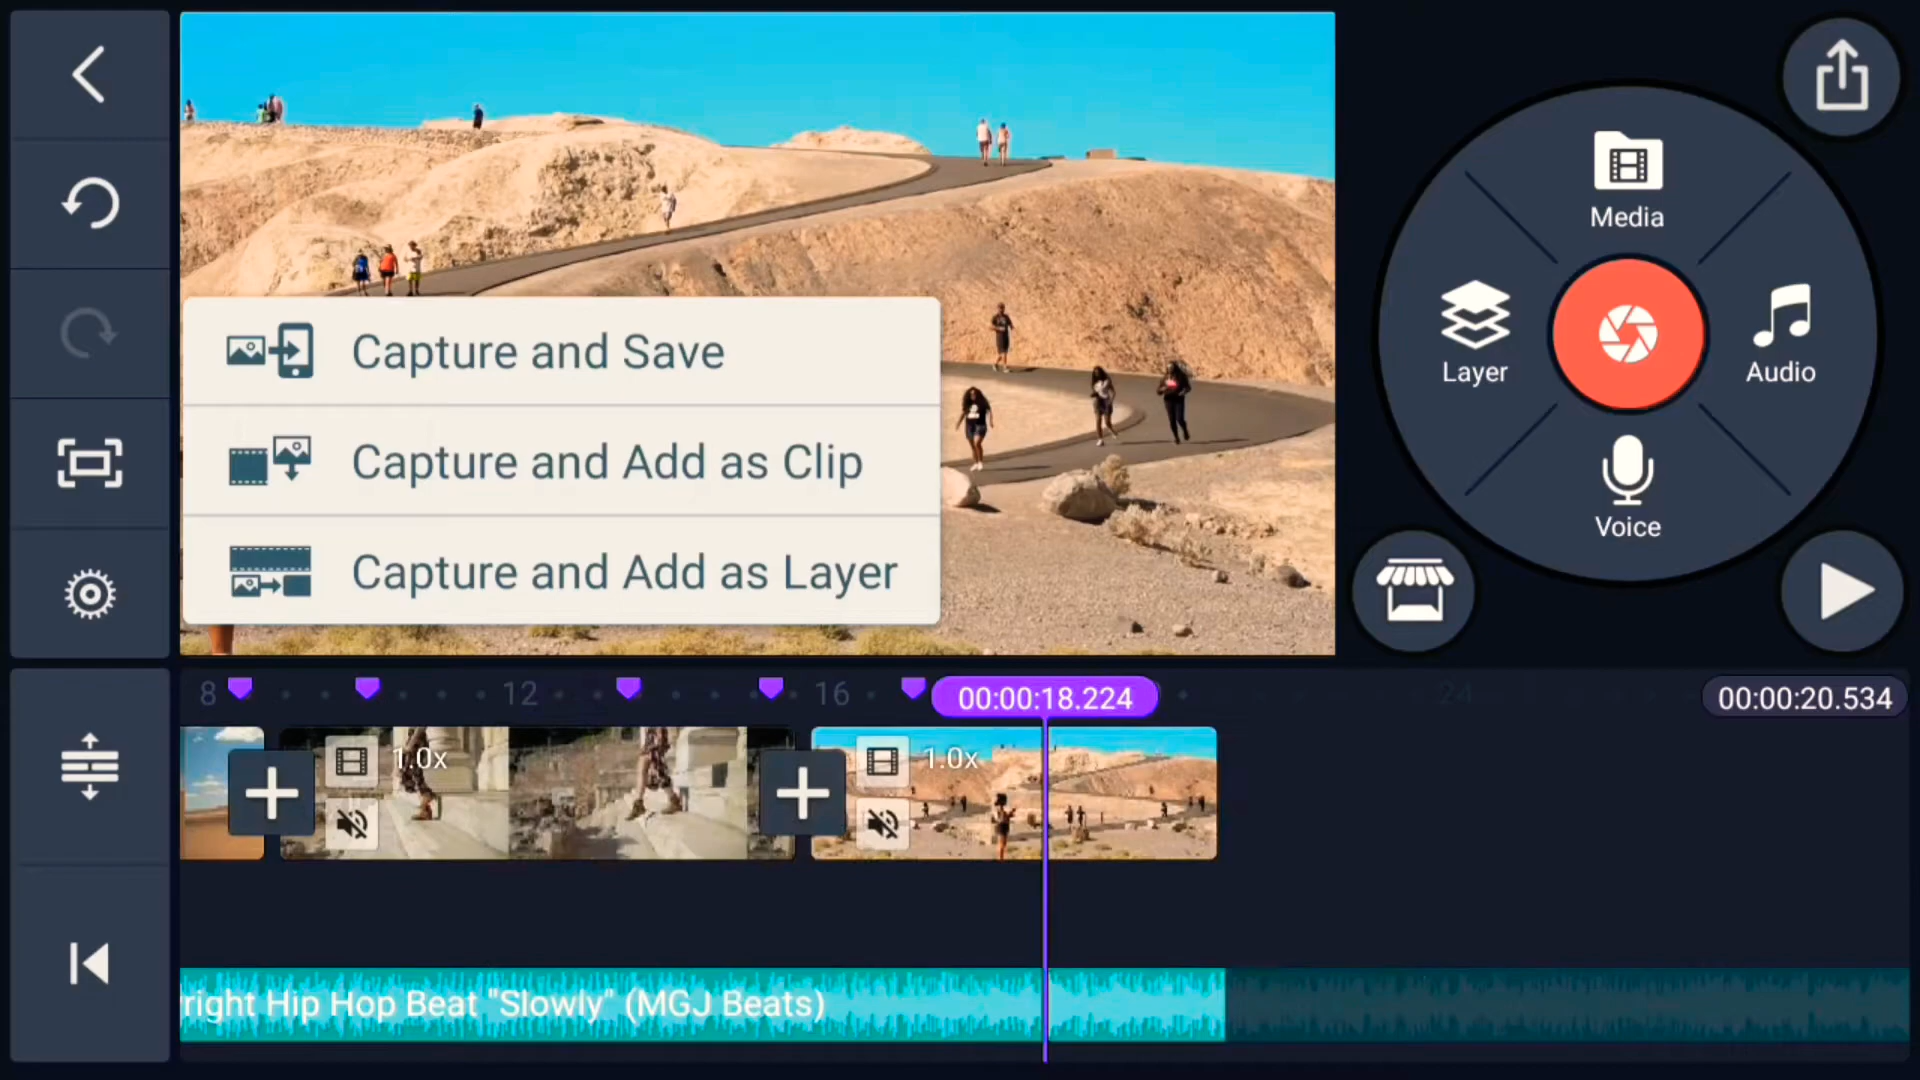 Media
Layer
Audio
Voice
Capture and Save
Capture and Add as Clip
Capture and Add as Layer
8
12
16
00:00:18.224
24
00:00:20.534
1.0x
1.0x
right Hip Hop Beat "Slowly" (MGJ Beats)